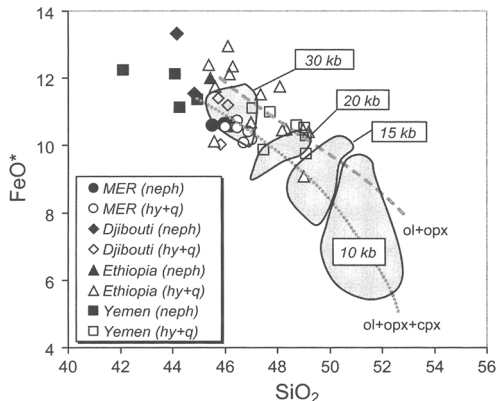 14
12
10
8
6
4
FeO*
30 kb
20 kb
15 kb
10 kb
ol+opx
ol+opx+cpx
MER (neph)
MER (hy+q)
Djibouti (neph)
Djibouti (hy+q)
Ethiopia (neph)
Ethiopia (hy+q)
Yemen (neph)
Yemen (hy+q)
40 42 44 46 48 50 52 54 56
SiO₂